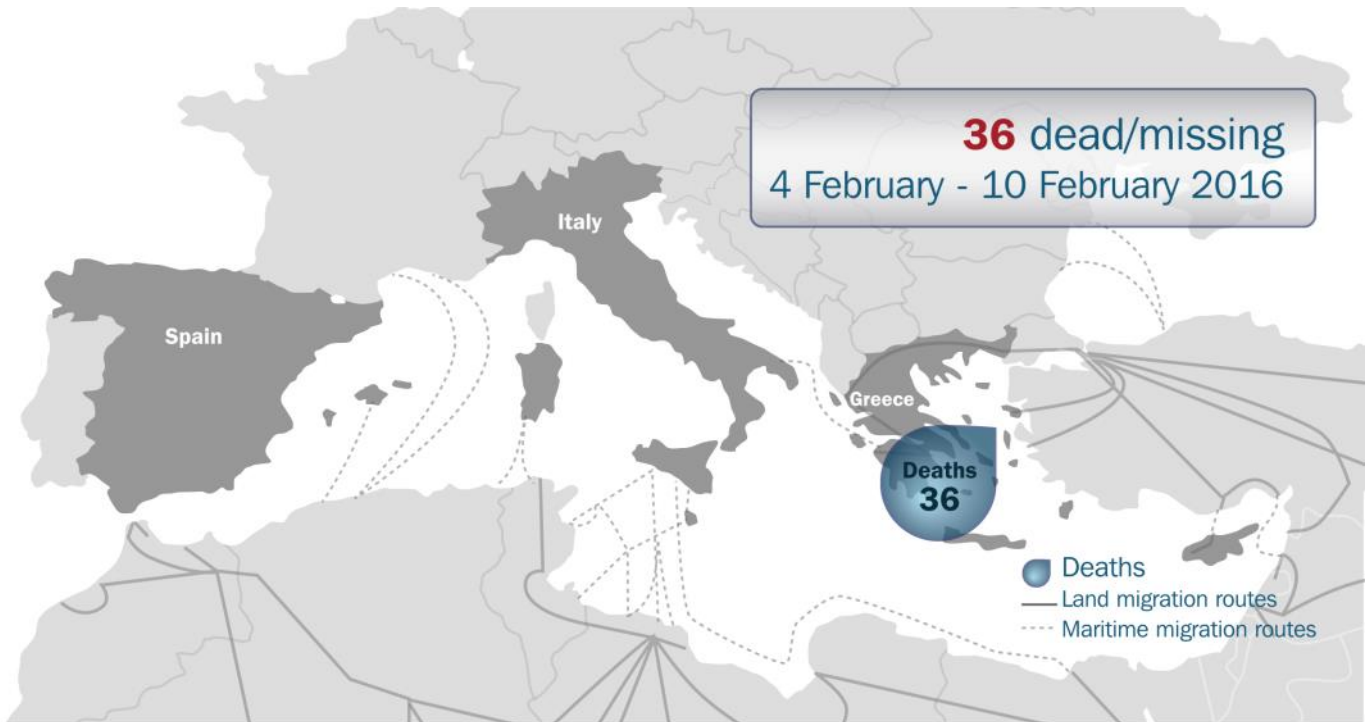 36 dead/missing
4 February - 10 February 2016
Italy
Spain
Greece
Deaths
36
Deaths
Land migration routes
Maritime migration routes